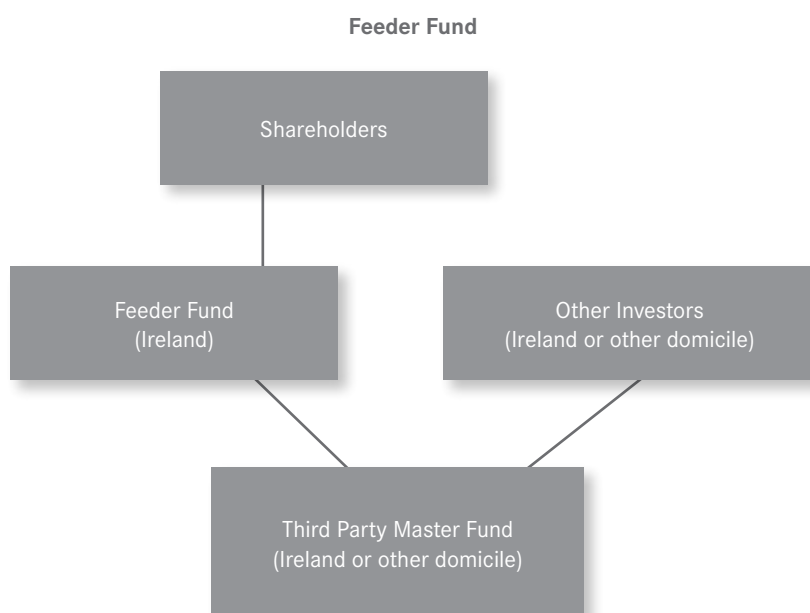 Feeder Fund
Shareholders
Feeder Fund
(Ireland)
Other Investors
(Ireland or other domicile)
Third Party Master Fund
(Ireland or other domicile)